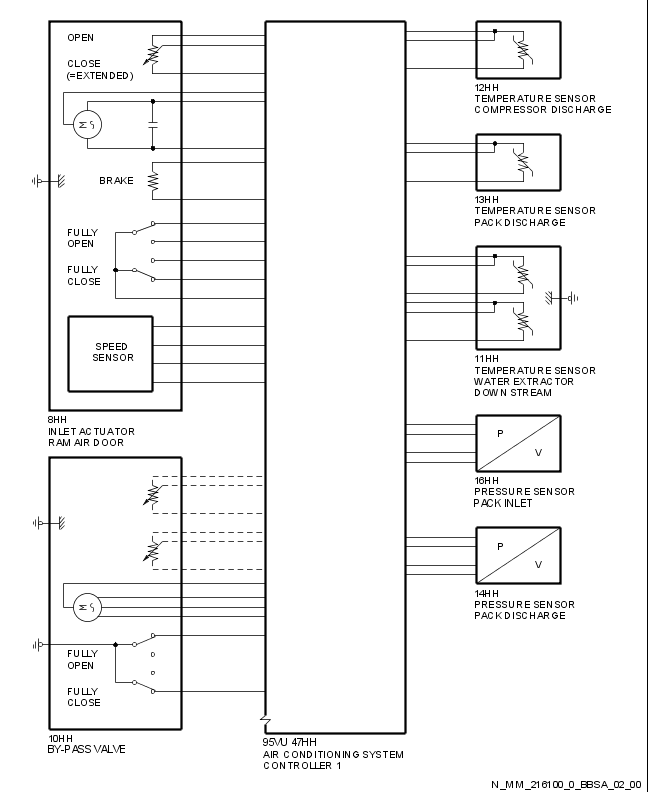 OPEN
CLOSE
(=EXTENDED)
M
BRAKE
FULLY
OPEN
FULLY
CLOSE
SPEED
SENSOR
8HH
INLET ACTUATOR
RAM AIR DOOR
M
FULLY
OPEN
FULLY
CLOSE
10HH
BY-PASS VALVE
95VU 47HH
AIR CONDITIONING SYSTEM
CONTROLLER 1
12HH
TEMPERATURE SENSOR
COMPRESSOR DISCHARGE
13HH
TEMPERATURE SENSOR
PACK DISCHARGE
11HH
TEMPERATURE SENSOR
WATER EXTRACTOR
DOWN STREAM
P
V
16HH
PRESSURE SENSOR
PACK INLET
P
V
14HH
PRESSURE SENSOR
PACK DISCHARGE
N_MM_216100_0_BBSA_02_00